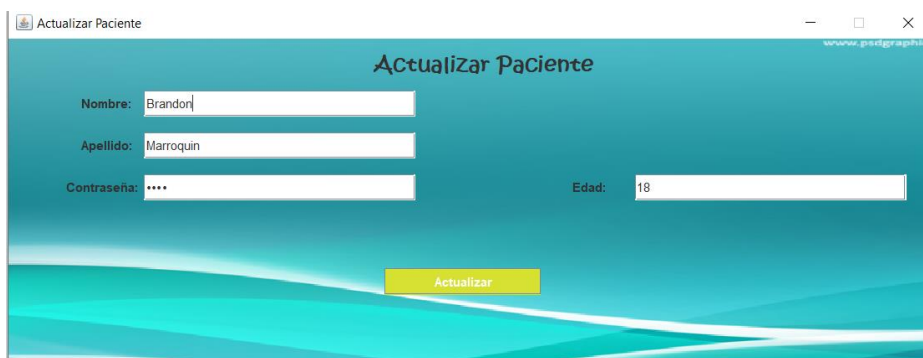 Actualizar Paciente
www.psdgraphi
Actualizar Paciente
Nombre: Brandon
Apellido: Marroquin
Contraseña: •••• Edad: 18
Actualizar